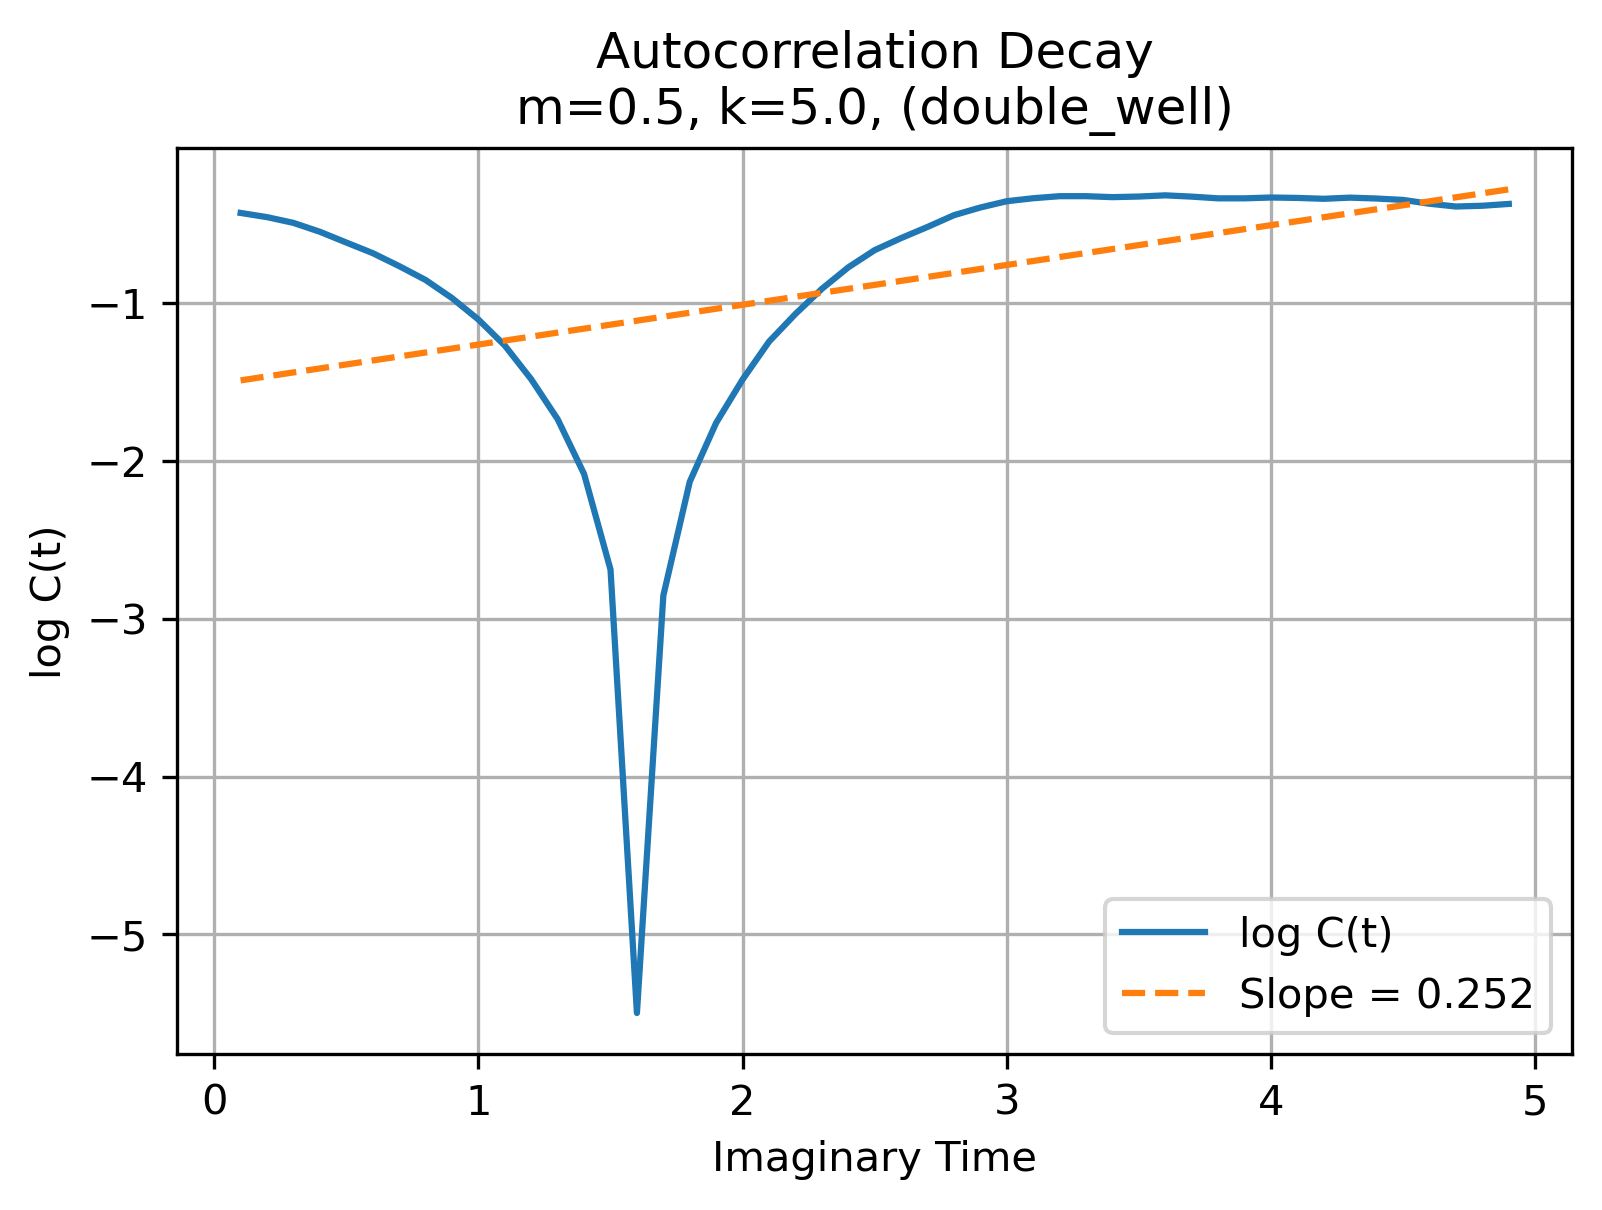 Autocorrelation Decay
m=0.5, k=5.0, (double_well)
log C(t)
−1
−2
−3
−4
−5
log C(t)
Slope = 0.252
0 1 2 3 4 5
Imaginary Time